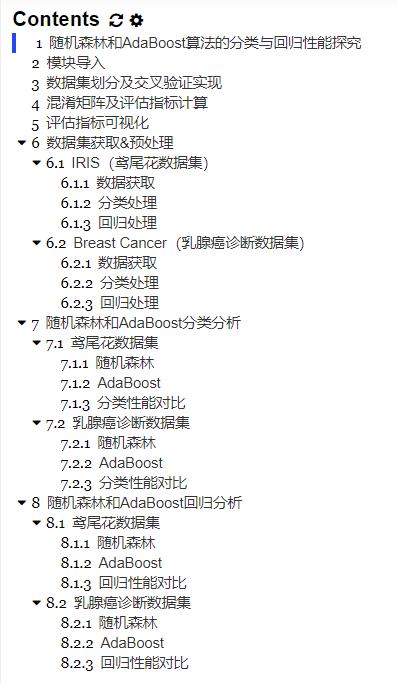 Contents
1 随机森林和AdaBoost算法的分类与回归性能探究
2 模块导入
3 数据集划分及交叉验证实现
4 混淆矩阵及评估指标计算
5 评估指标可视化
6 数据集获取&预处理
6.1 IRIS（鸢尾花数据集）
6.1.1 数据获取
6.1.2 分类处理
6.1.3 回归处理
6.2 Breast Cancer（乳腺癌诊断数据集）
6.2.1 数据获取
6.2.2 分类处理
6.2.3 回归处理
7 随机森林和AdaBoost分类分析
7.1 鸢尾花数据集
7.1.1 随机森林
7.1.2 AdaBoost
7.1.3 分类性能对比
7.2 乳腺癌诊断数据集
7.2.1 随机森林
7.2.2 AdaBoost
7.2.3 分类性能对比
8 随机森林和AdaBoost回归分析
8.1 鸢尾花数据集
8.1.1 随机森林
8.1.2 AdaBoost
8.1.3 回归性能对比
8.2 乳腺癌诊断数据集
8.2.1 随机森林
8.2.2 AdaBoost
8.2.3 回归性能对比